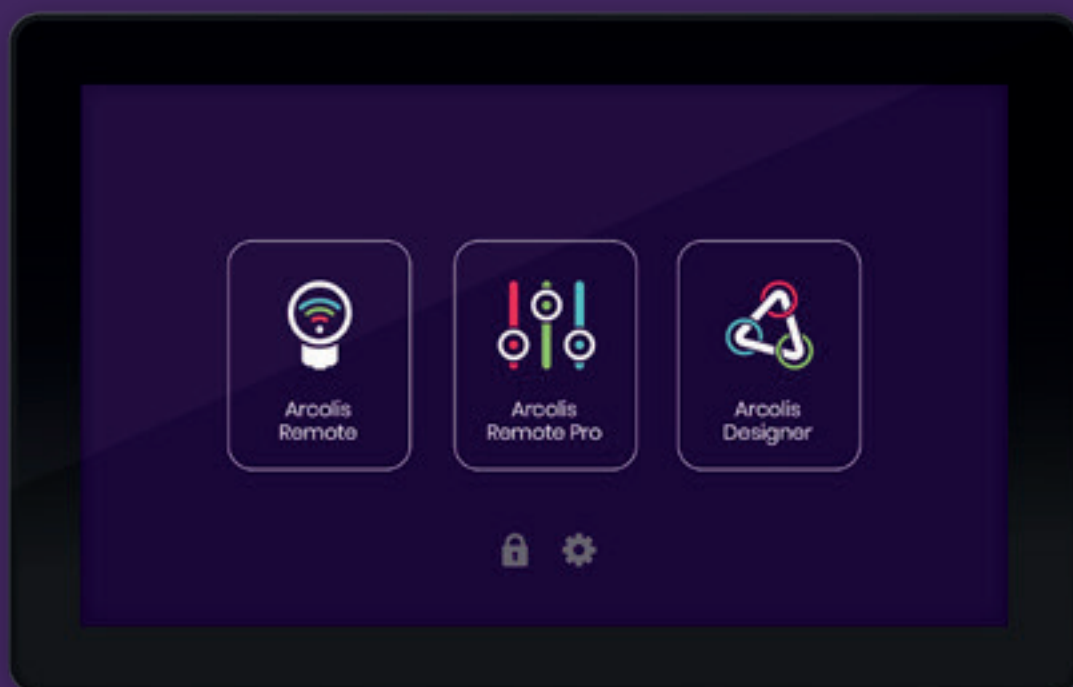 Arcolis
Remote
Arcolis
Remote Pro
Arcolis
Designer